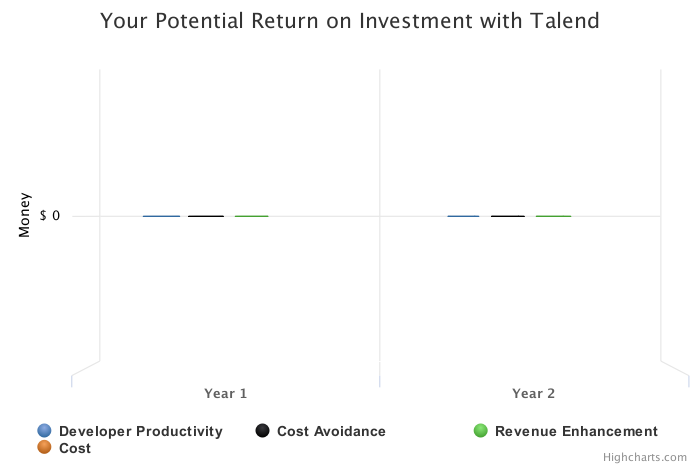 Your Potential Return on Investment with Talend
Money
$ 0
Year 1
Year 2
Developer Productivity
Cost Avoidance
Revenue Enhancement
Cost
Highcharts.com